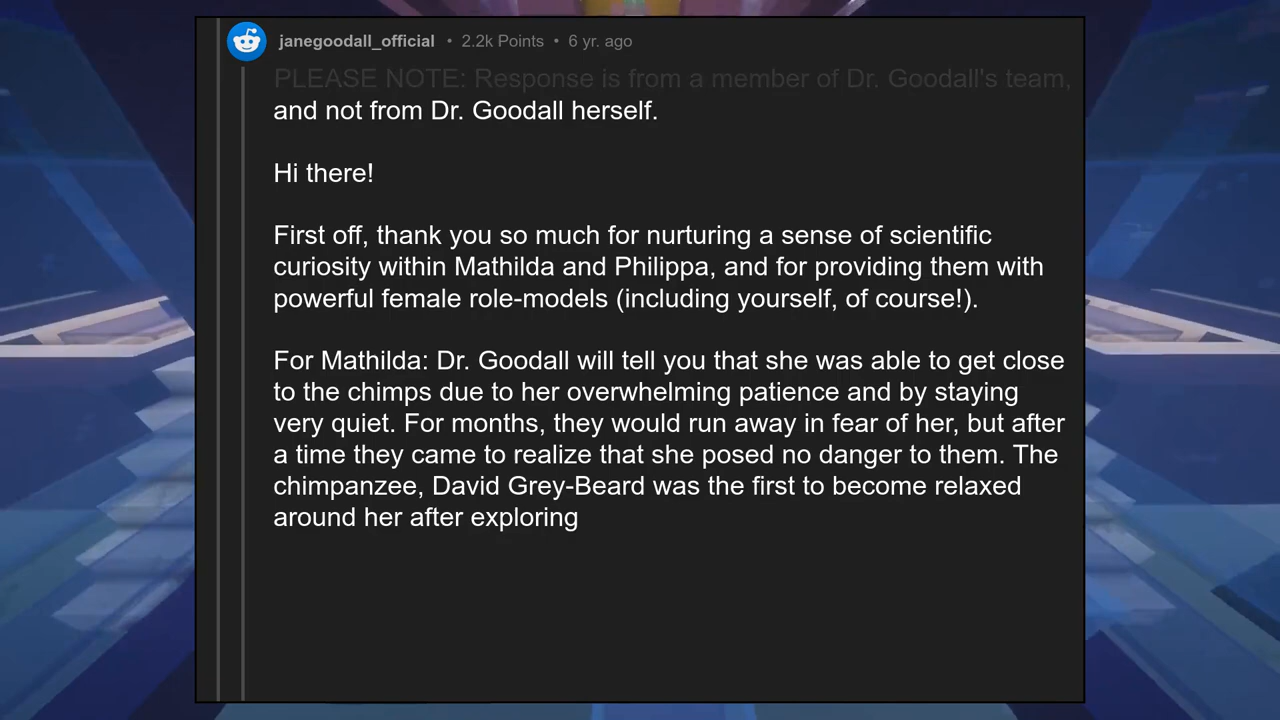 janegoodall_official • 2.2k Points • 6 yr. ago
PLEASE NOTE: Response is from a member of Dr. Goodall's team,
and not from Dr. Goodall herself.
Hi there!
First off, thank you so much for nurturing a sense of scientific
curiosity within Mathilda and Philippa, and for providing them with
powerful female role-models (including yourself, of course!).
For Mathilda: Dr. Goodall will tell you that she was able to get close
to the chimps due to her overwhelming patience and by staying
very quiet. For months, they would run away in fear of her, but after
a time they came to realize that she posed no danger to them. The
chimpanzee, David Grey-Beard was the first to become relaxed
around her after exploring